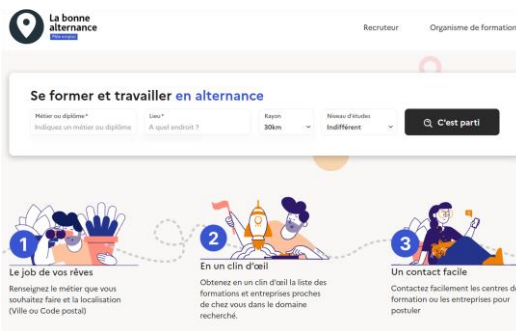 La bonne
alternance
Pôle emploi
Recruteur
Organisme de formation
Se former et travailler en alternance
Métier ou diplôme*
Indiquez un métier ou diplôme
Lieu*
A quel endroit ?
Rayon
30km
Niveau d'études
Indifférent
C'est parti
1
Le job de vos rêves
Renseignez le métier que vous
souhaitez faire et la localisation
(Ville ou Code postal)
2
En un clin d'œil
Obtenez en un clin d'œil la liste des
formations et entreprises proches
de chez vous dans le domaine
recherché.
3
Un contact facile
Contactez facilement les centres de
formation ou les entreprises pour
postuler